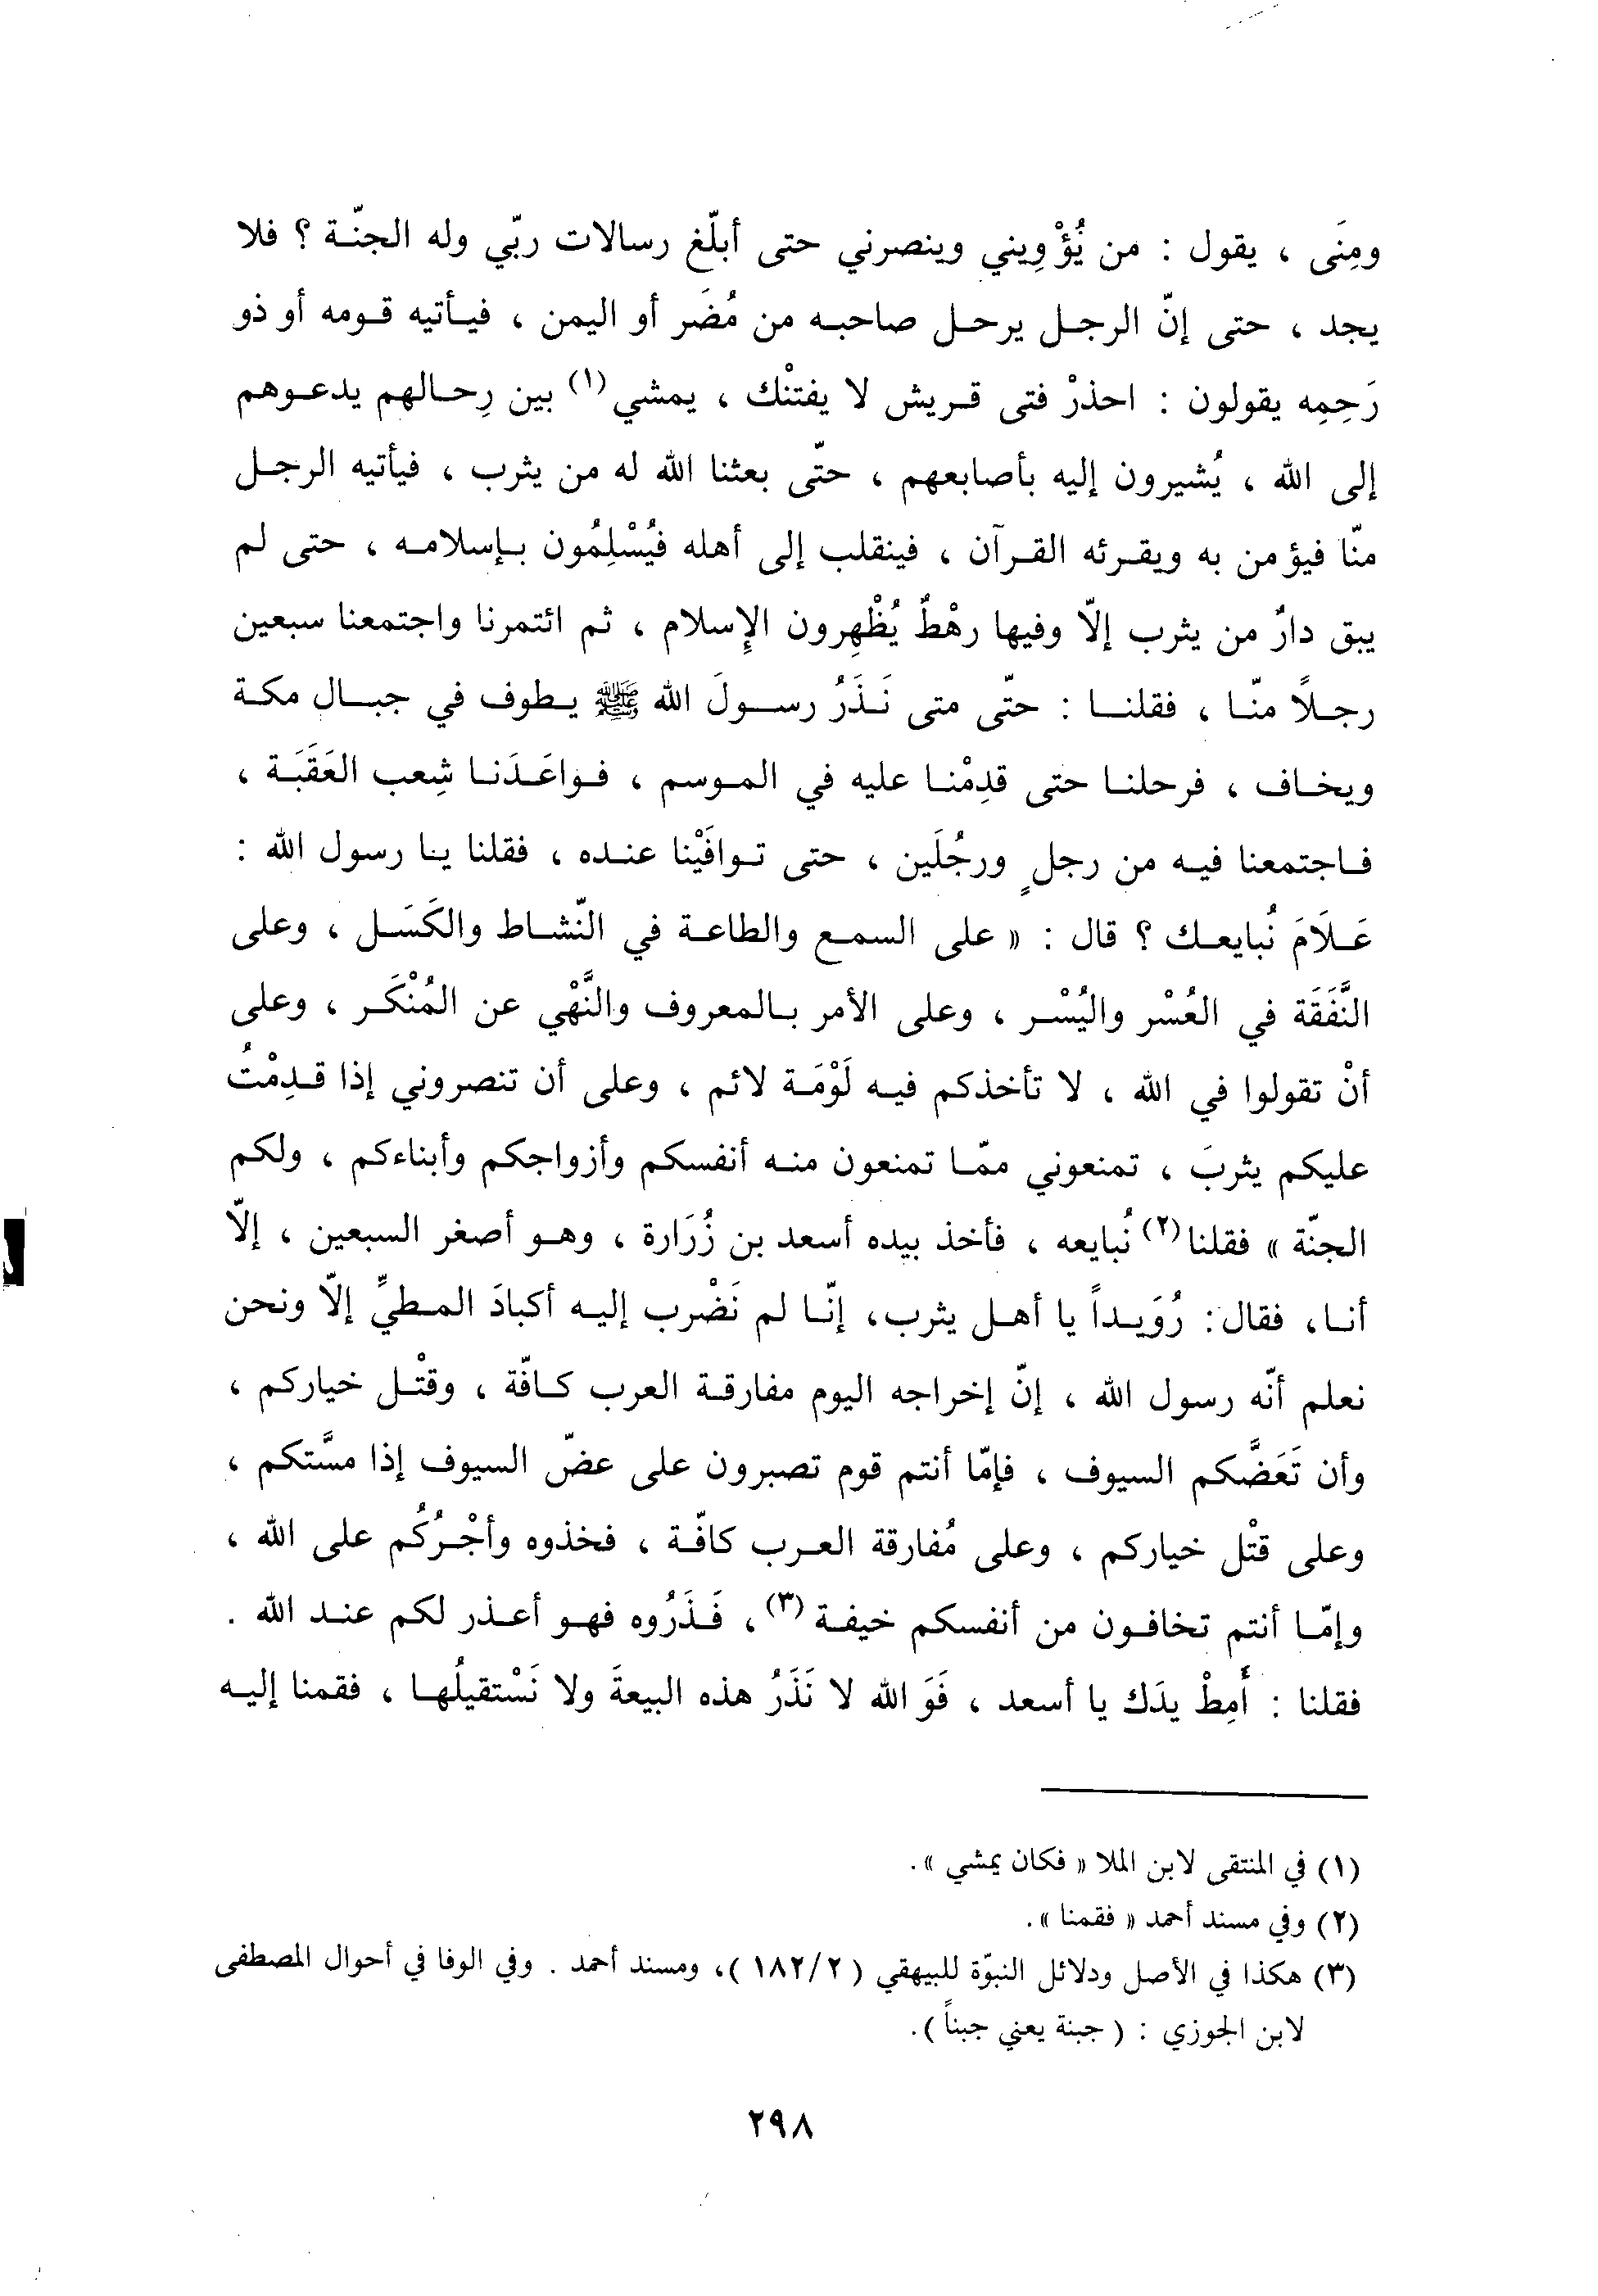 ومِنَى ، يقول : من يُؤْوِيني وينصرني حتى أبلّغ رسالات ربّي وله الجنّة ؟ فلا
يجد ، حتى إنّ الرجل يرحل صاحبه من مُضَر أو اليمن ، فيأتيه قومه أو ذو
رَحِمِه يقولون : احذرْ فتى قريش لا يفتنْك ، يمشي (١) بين رِحالهم يدعوهم
إلى الله ، يُشيرون إليه بأصابعهم ، حتّى بعثنا الله له من يثرب ، فيأتيه الرجل
منّا فيؤمن به ويقرئه القرآن ، فينقلب إلى أهله فيُسْلِمُون بإسلامه ، حتى لم
يبق دارٌ من يثرب إلاّ وفيها رهْطٌ يُظْهِرون الإِسلام ، ثم ائتمرنا واجتمعنا سبعين
رجلاً منّا ، فقلنا : حتّى متى نَذَرُ رسولَ الله ﷺ يطوف في جبال مكة
ويخاف ، فرحلنا حتى قدِمْنا عليه في الموسم ، فواعَدَنا شِعب العَقَبَة ،
فاجتمعنا فيه من رجلٍ ورجُلَين ، حتى توافَيْنا عنده ، فقلنا يا رسول الله :
عَلاَمَ نُبايعك ؟ قال : « على السمع والطاعة في النّشاط والكَسَل ، وعلى
النَّفَقَة في العُسْر واليُسْر ، وعلى الأمر بالمعروف والنَّهْي عن المُنْكَر ، وعلى
أنْ تقولوا في الله ، لا تأخذكم فيه لَوْمَة لائم ، وعلى أن تنصروني إذا قدِمْتُ
عليكم يثربَ ، تمنعوني ممّا تمنعون منه أنفسكم وأزواجكم وأبناءكم ، ولكم
الجنّة » فقلنا (٢) نُبايعه ، فأخذ بيده أسعد بن زُرَارة ، وهو أصغر السبعين ، إلاّ
أنا ، فقال : رُوَيداً يا أهل يثرب ، إنّا لم نَضْرب إليه أكبادَ المطيِّ إلاّ ونحن
نعلم أنّه رسول الله ، إنّ إخراجه اليوم مفارقة العرب كافّة ، وقتْل خياركم ،
وأن تَعَضَّكم السيوف ، فإمّا أنتم قوم تصبرون على عضّ السيوف إذا مسَّتكم ،
وعلى قتْل خياركم ، وعلى مُفارقة العرب كافّة ، فخذوه وأجْرُكُم على الله ،
وإمّا أنتم تخافون من أنفسكم خيفة (٣) ، فَذَرُوه فهو أعذر لكم عند الله .
فقلنا : أَمِطْ يدَك يا أسعد ، فَوَ الله لا نَذَرُ هذه البيعةَ ولا نَسْتقيلُها ، فقمنا إليه
(١) في المنتقى لابن الملا « فكان يمشي » .
(٢) وفي مسند أحمد « فقمنا » .
(٣) هكذا في الأصل ودلائل النبوّة للبيهقي ( ١٨٢/٢ )، ومسند أحمد . وفي الوفا في أحوال المصطفى
لابن الجوزي : ( جبنة يعني جبناً ) .
٢٩٨